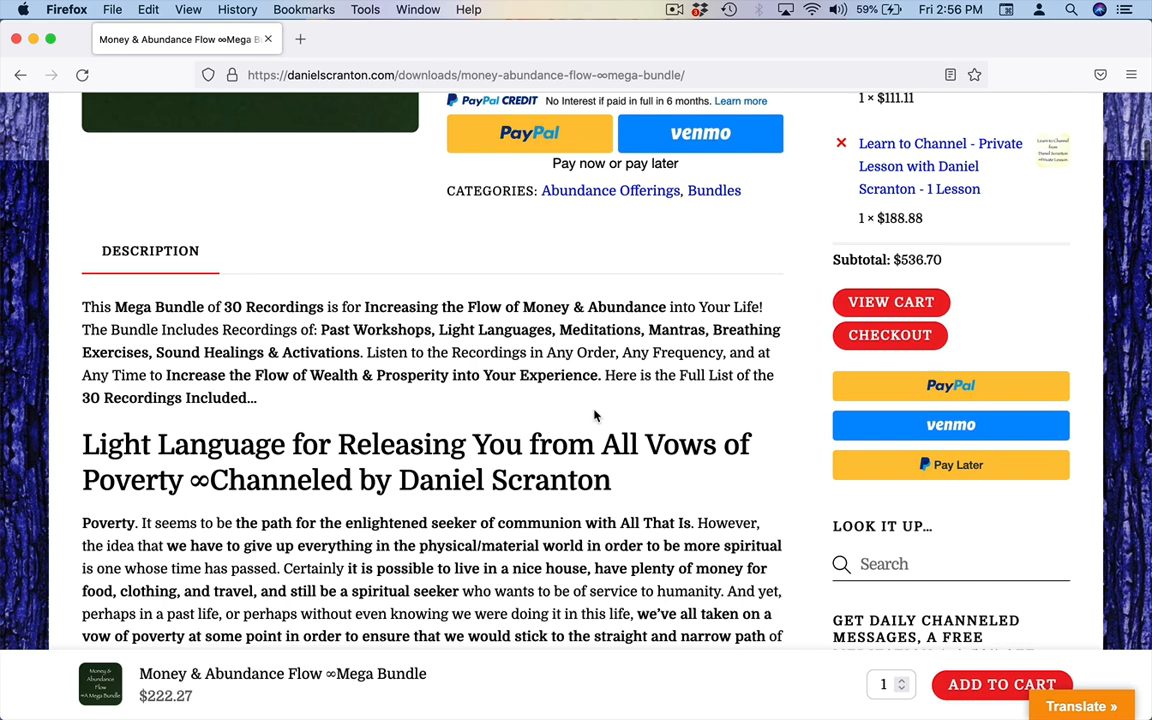 Firefox File Edit View History Bookmarks Tools Window Help 3 59% Fri 2:56 PM
Money & Abundance Flow ∞Mega B
https://danielscranton.com/downloads/money-abundance-flow-∞mega-bundle/
PayPal CREDIT No Interest if paid in full in 6 months. Learn more
PayPal venmo
Pay now or pay later
CATEGORIES: Abundance Offerings, Bundles
DESCRIPTION
This Mega Bundle of 30 Recordings is for Increasing the Flow of Money & Abundance into Your Life!
The Bundle Includes Recordings of: Past Workshops, Light Languages, Meditations, Mantras, Breathing
Exercises, Sound Healings & Activations. Listen to the Recordings in Any Order, Any Frequency, and at
Any Time to Increase the Flow of Wealth & Prosperity into Your Experience. Here is the Full List of the
30 Recordings Included...
Light Language for Releasing You from All Vows of
Poverty ∞Channeled by Daniel Scranton
Poverty. It seems to be the path for the enlightened seeker of communion with All That Is. However,
the idea that we have to give up everything in the physical/material world in order to be more spiritual
is one whose time has passed. Certainly it is possible to live in a nice house, have plenty of money for
food, clothing, and travel, and still be a spiritual seeker who wants to be of service to humanity. And yet,
perhaps in a past life, or perhaps without even knowing we were doing it in this life, we've all taken on a
vow of poverty at some point in order to ensure that we would stick to the straight and narrow path of
1 × $111.11
Learn to Channel - Private
Lesson with Daniel
Scranton - 1 Lesson
1 × $188.88
Subtotal: $536.70
VIEW CART
CHECKOUT
PayPal
venmo
Pay Later
LOOK IT UP...
Search
GET DAILY CHANNELED
MESSAGES, A FREE
Money &
Abundance
Flow
∞A Mega Bundle
Money & Abundance Flow ∞Mega Bundle
$222.27
1
ADD TO CART
Translate »